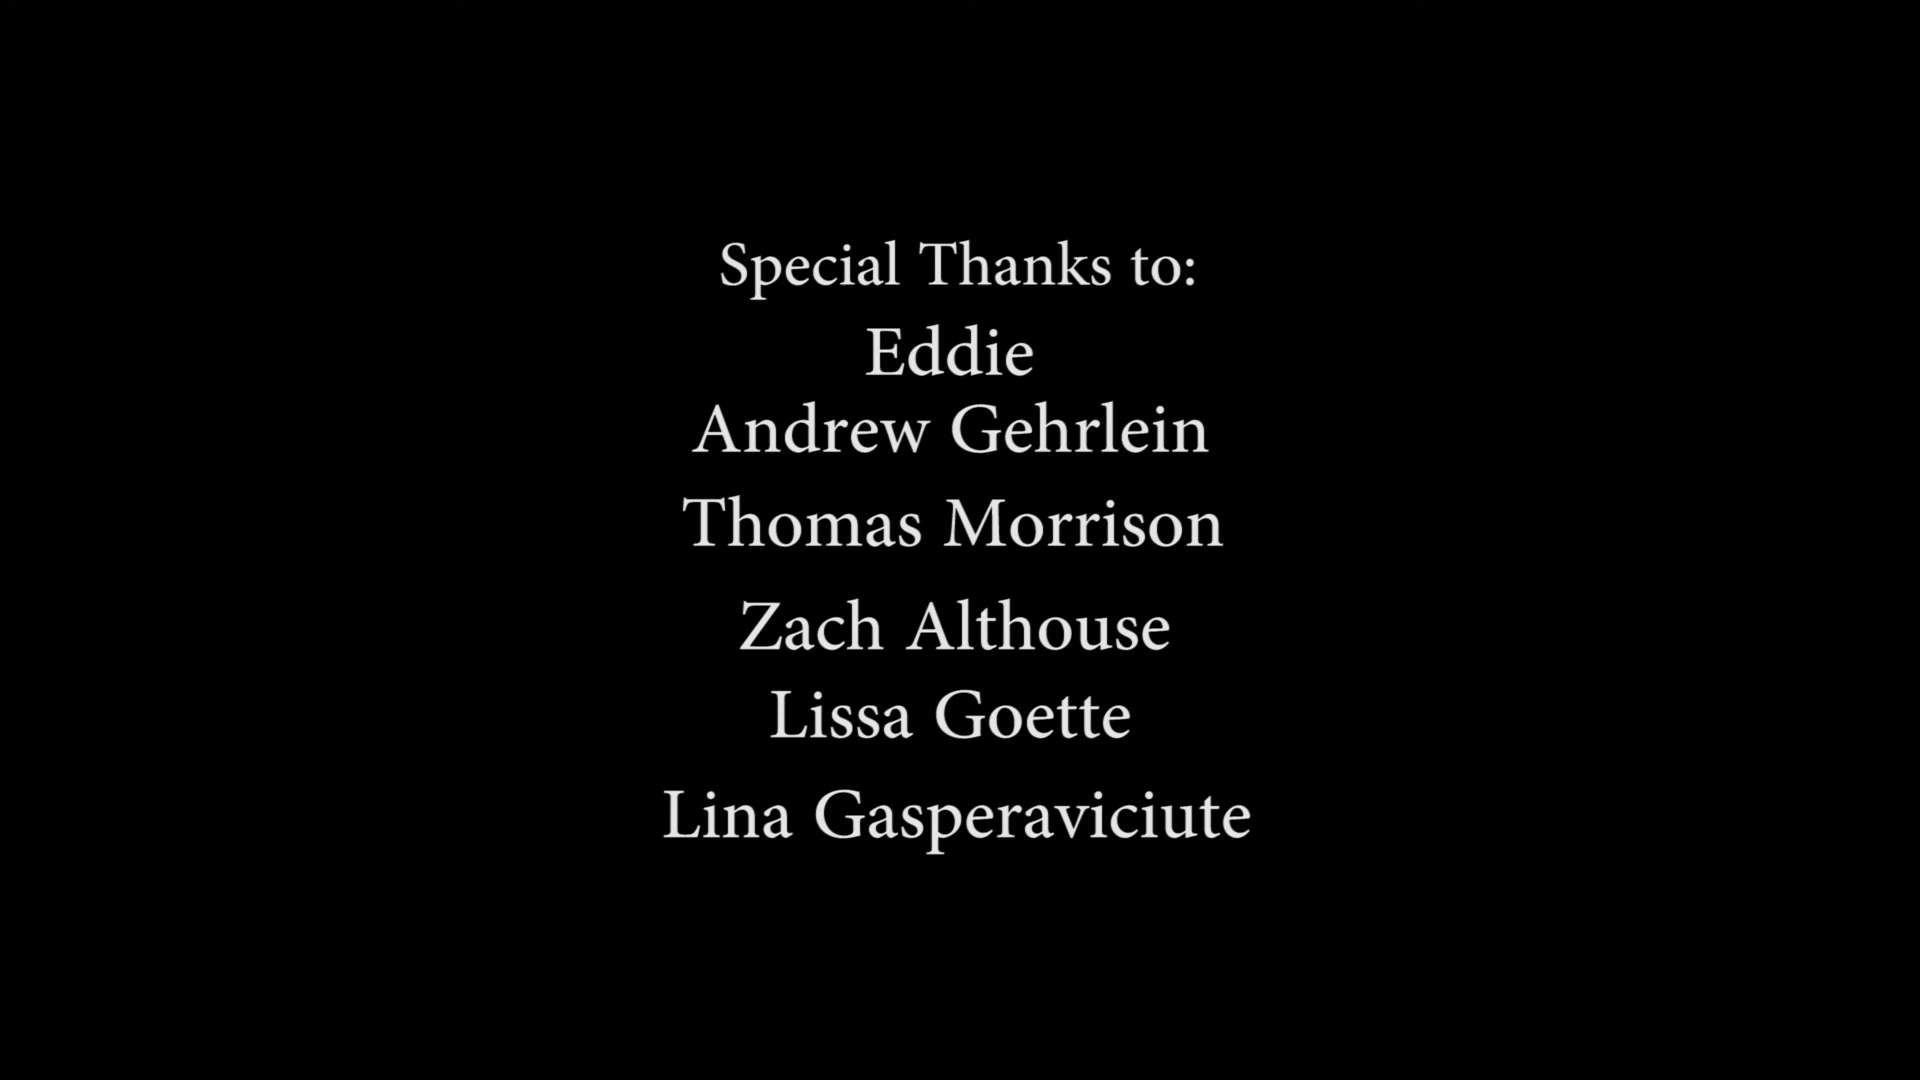 Special Thanks to:
Eddie
Andrew Gehrlein
Thomas Morrison
Zach Althouse
Lissa Goette
Lina Gasperaviciute